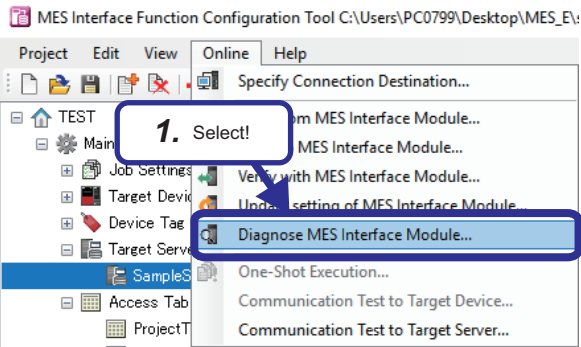 MES Interface Function Configuration Tool C:\Users\PC0799\Desktop\MES_E\
Project Edit View Online Help
Specify Connection Destination...
TEST
om MES Interface Module...
1. Select!
Main
MES Interface Module...
Job Settings
Verify with MES Interface Module...
Target Devic
Update setting of MES Interface Module...
Device Tag
Diagnose MES Interface Module...
Target Serve
SampleS
One-Shot Execution...
Access Tab
Communication Test to Target Device...
ProjectT
Communication Test to Target Server...